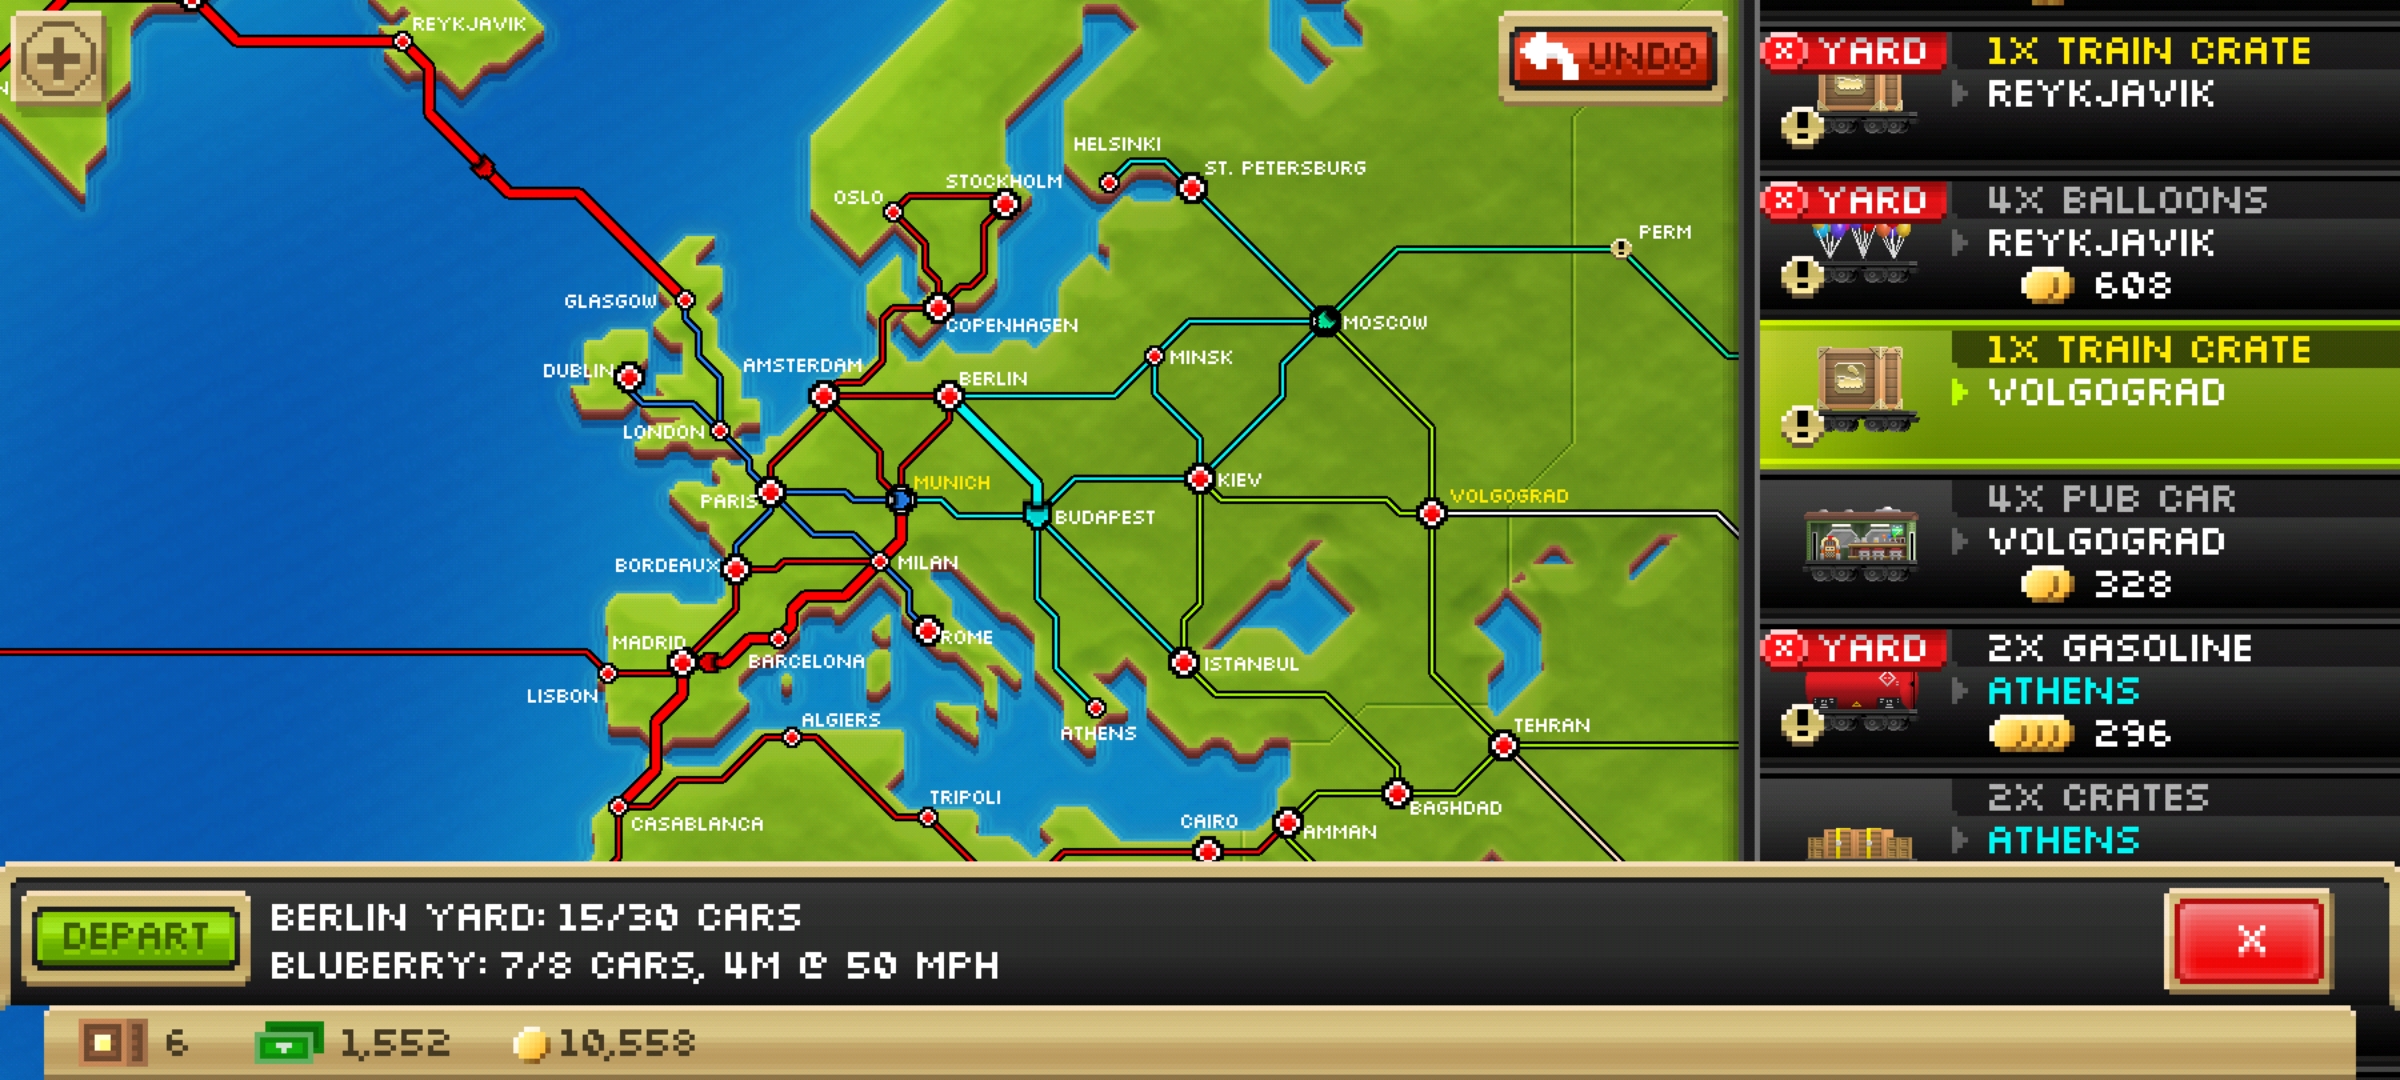 REYKJAVIK
UNDO
HELSINKI
ST. PETERSBURG
STOCKHOLM
OSLO
PERM
GLASGOW
COPENHAGEN
MOSCOW
MINSK
DUBLIN
AMSTERDAM
BERLIN
LONDON
MUNICH
PARIS
KIEV
VOLGOGRAD
BUDAPEST
BORDEAUX
MILAN
MADRID
ROME
BARCELONA
ISTANBUL
LISBON
ALGIERS
ATHENS
TEHRAN
TRIPOLI
CASABLANCA
CAIRO
AMMAN
BAGHDAD
YARD
1X TRAIN CRATE
REYKJAVIK
YARD
4X BALLOONS
REYKJAVIK
608
1X TRAIN CRATE
VOLGOGRAD
4X PUB CAR
VOLGOGRAD
328
YARD
2X GASOLINE
ATHENS
296
2X CRATES
ATHENS
DEPART
BERLIN YARD: 15/30 CARS
BLUBERRY: 7/8 CARS, 4M @ 50 MPH
X
6
1,552
10,558